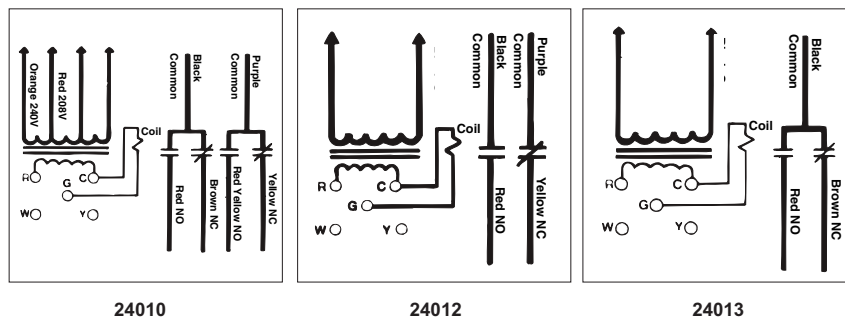 Orange 240V
Red 208V
Black
Common
Purple
Common
Coil
R
C
G
W
Y
Red NO
Brown NC
Red Yellow NO
Yellow NC
24010
Black
Common
Purple
Common
Coil
R
C
G
W
Y
Red NO
Yellow NC
24012
Black
Common
Coil
R
C
G
W
Y
Red NO
Brown NC
24013